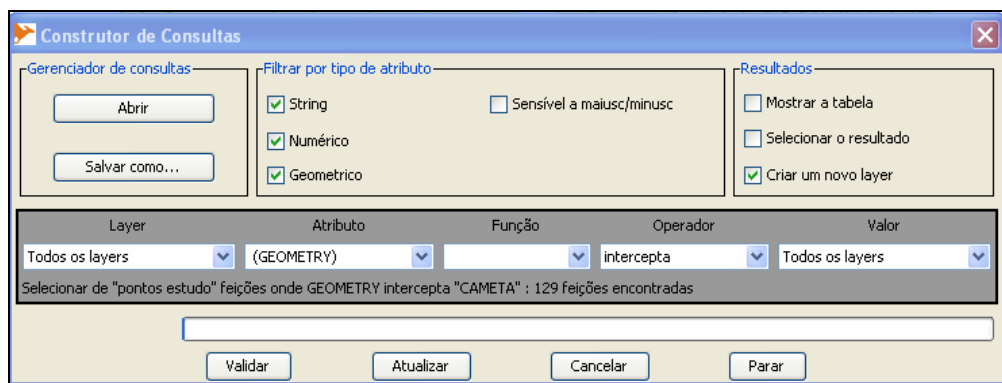 Construtor de Consultas
Gerenciador de consultas
Abrir
Salvar como...
Filtrar por tipo de atributo
String
Sensível a maiusc/minusc
Numérico
Geometrico
Resultados
Mostrar a tabela
Selecionar o resultado
Criar um novo layer
Layer Atributo Função Operador Valor
Todos os layers (GEOMETRY) intercepta Todos os layers
Selecionar de "pontos estudo" feições onde GEOMETRY intercepta "CAMETA" : 129 feições encontradas
Validar Atualizar Cancelar Parar